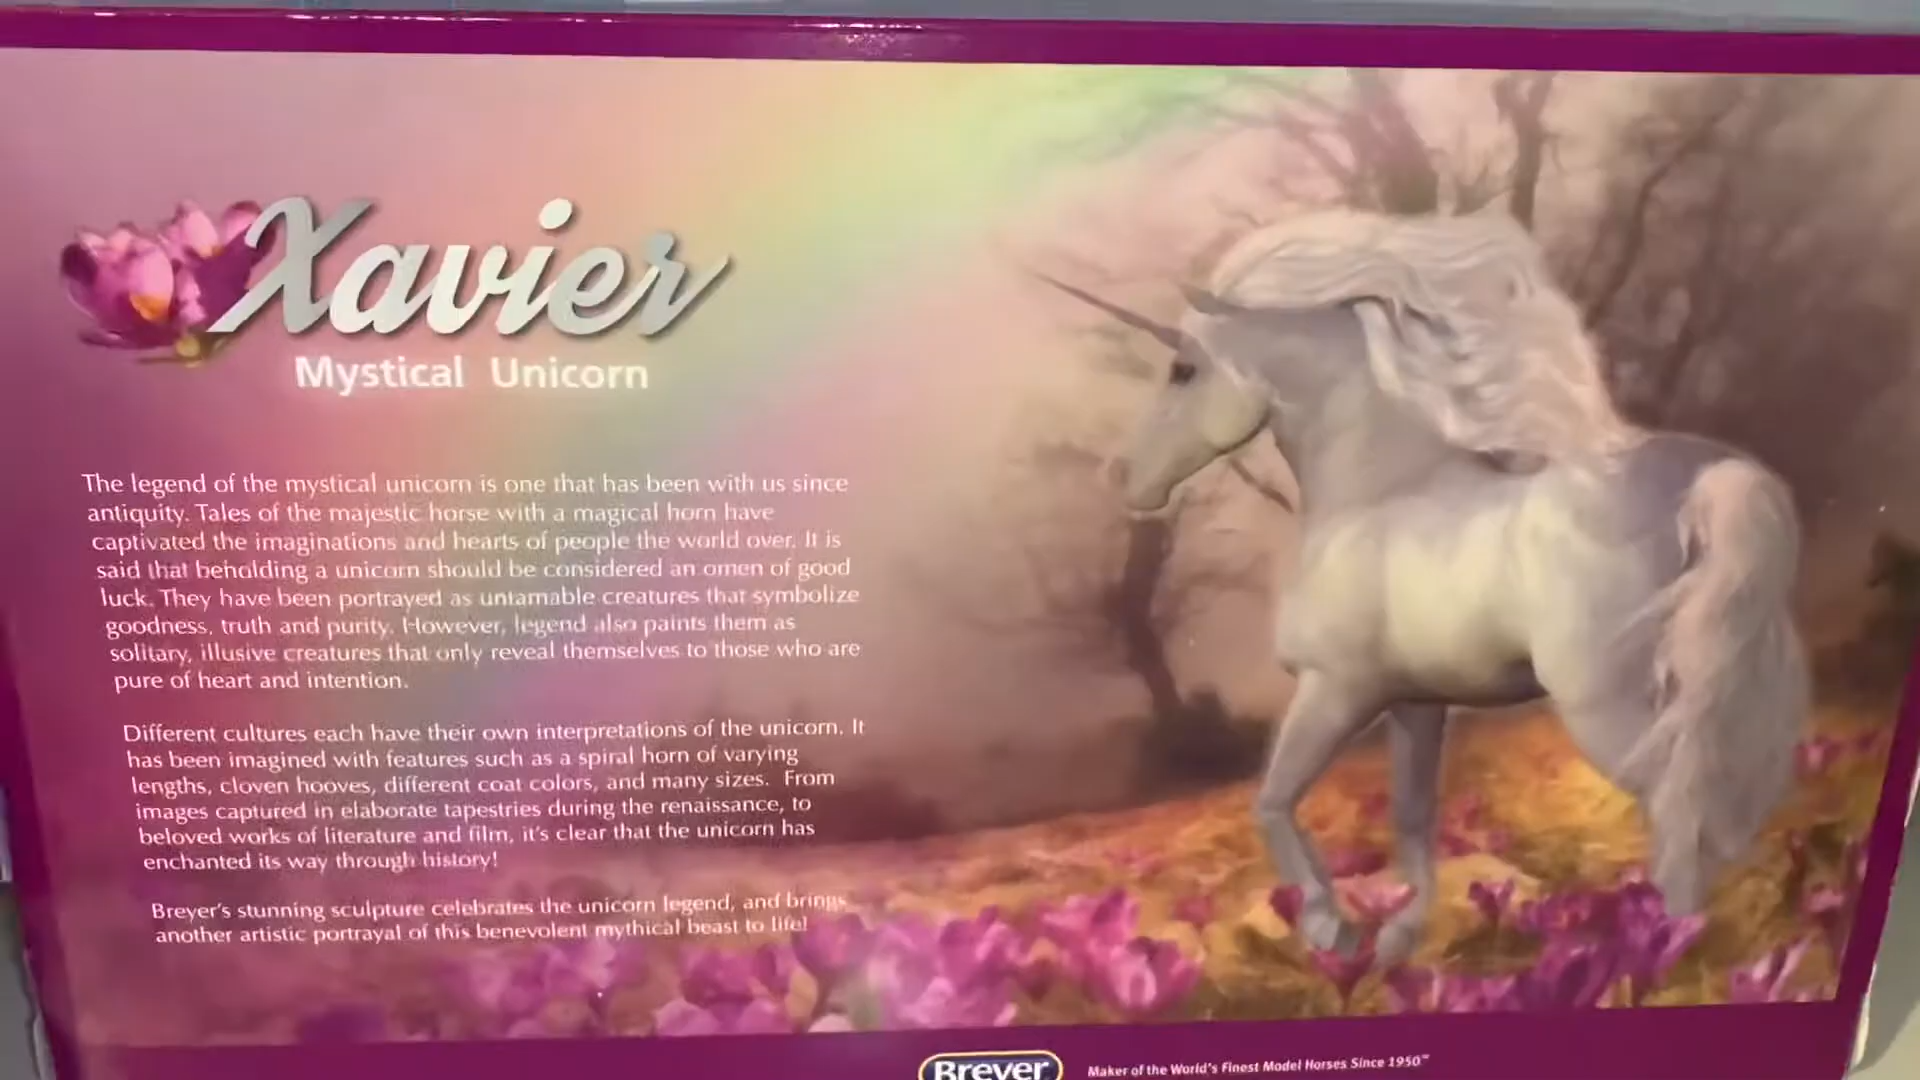 Xavier
Mystical Unicorn
The legend of the mystical unicorn is one that has been with us since
antiquity. Tales of the majestic horse with a magical horn have
captivated the imaginations and hearts of people the world over. It is
said that beholding a unicorn should be considered an omen of good
luck. They have been portrayed as untamable creatures that symbolize
goodness, truth and purity. However, legend also paints them as
solitary, illusive creatures that only reveal themselves to those who are
pure of heart and intention.
Different cultures each have their own interpretations of the unicorn. It
has been imagined with features such as a spiral horn of varying
lengths, cloven hooves, different coat colors, and many sizes. From
images captured in elaborate tapestries during the renaissance, to
beloved works of literature and film, it's clear that the unicorn has
enchanted its way through history!
Breyer's stunning sculpture celebrates the unicorn legend, and brings
another artistic portrayal of this benevolent mythical beast to life!
Breyer
Maker of the World's Finest Model Horses Since 1950™